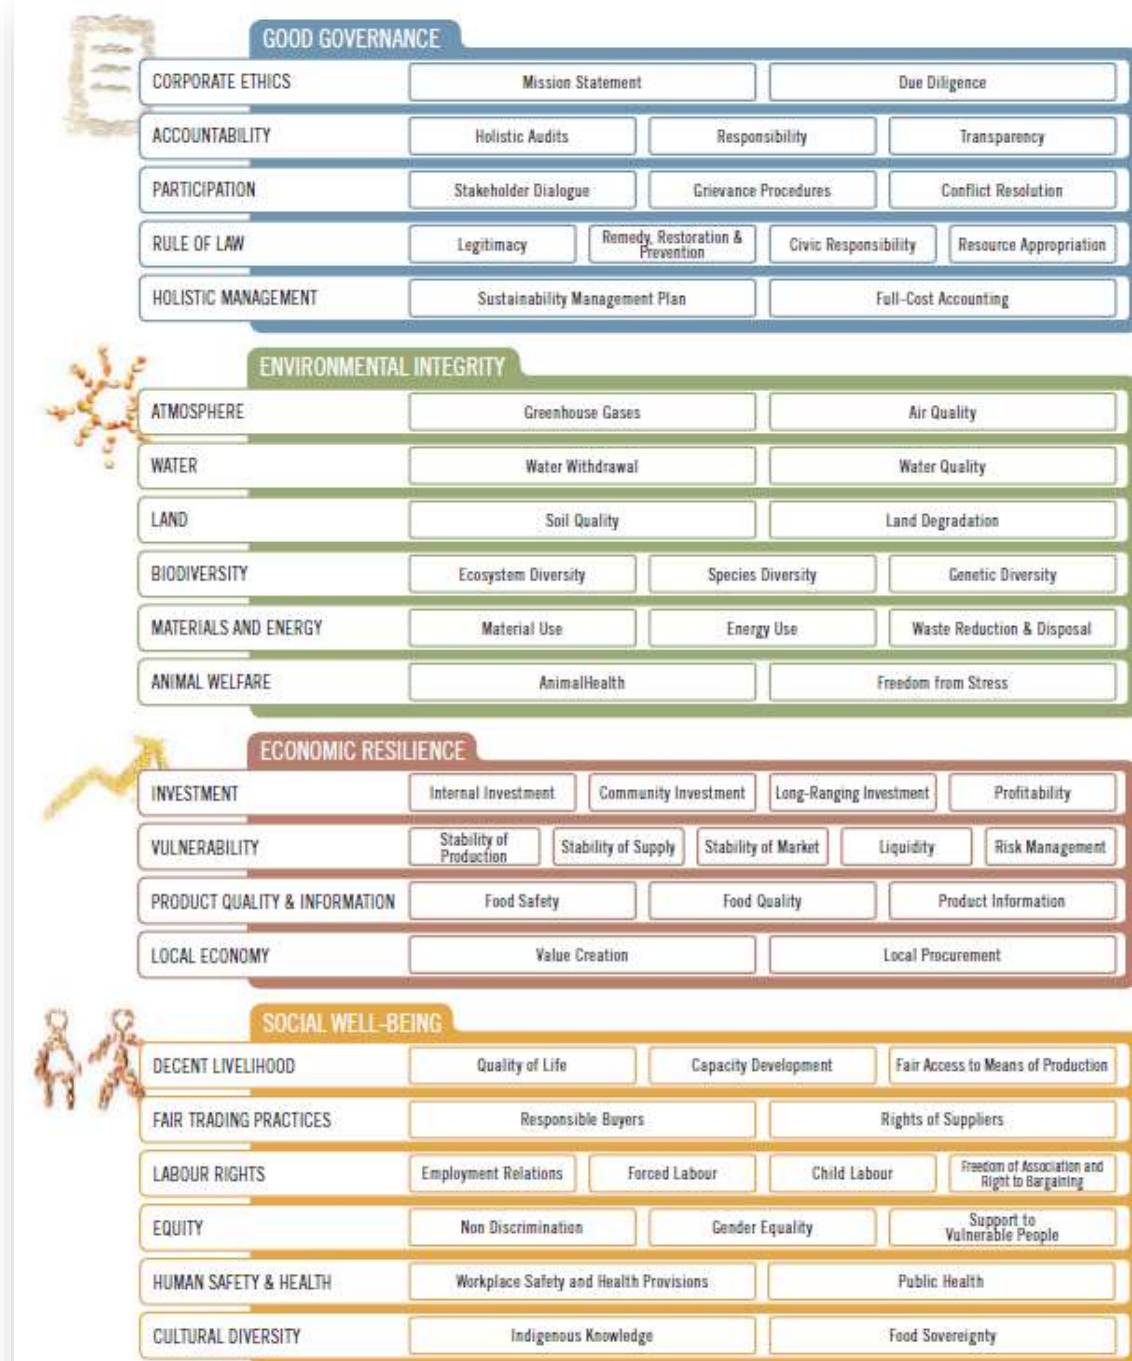 GOOD GOVERNANCE
CORPORATE ETHICS Mission Statement Due Diligence
ACCOUNTABILITY Holistic Audits Responsibility Transparency
PARTICIPATION Stakeholder Dialogue Grievance Procedures Conflict Resolution
RULE OF LAW Legitimacy Remedy, Restoration & Prevention Civic Responsibility Resource Appropriation
HOLISTIC MANAGEMENT Sustainability Management Plan Full-Cost Accounting
ENVIRONMENTAL INTEGRITY
ATMOSPHERE Greenhouse Gases Air Quality
WATER Water Withdrawal Water Quality
LAND Soil Quality Land Degradation
BIODIVERSITY Ecosystem Diversity Species Diversity Genetic Diversity
MATERIALS AND ENERGY Material Use Energy Use Waste Reduction & Disposal
ANIMAL WELFARE AnimalHealth Freedom from Stress
ECONOMIC RESILIENCE
INVESTMENT Internal Investment Community Investment Long-Ranging Investment Profitability
VULNERABILITY Stability of Production Stability of Supply Stability of Market Liquidity Risk Management
PRODUCT QUALITY & INFORMATION Food Safety Food Quality Product Information
LOCAL ECONOMY Value Creation Local Procurement
SOCIAL WELL-BEING
DECENT LIVELIHOOD Quality of Life Capacity Development Fair Access to Means of Production
FAIR TRADING PRACTICES Responsible Buyers Rights of Suppliers
LABOUR RIGHTS Employment Relations Forced Labour Child Labour Freedom of Association and Right to Bargaining
EQUITY Non Discrimination Gender Equality Support to Vulnerable People
HUMAN SAFETY & HEALTH Workplace Safety and Health Provisions Public Health
CULTURAL DIVERSITY Indigenous Knowledge Food Sovereignty